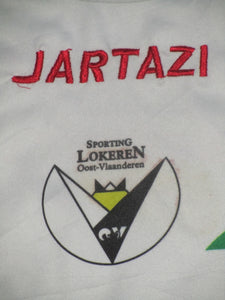 JARTAZI
SPORTING
LOKEREN
Oost-Vlaanderen